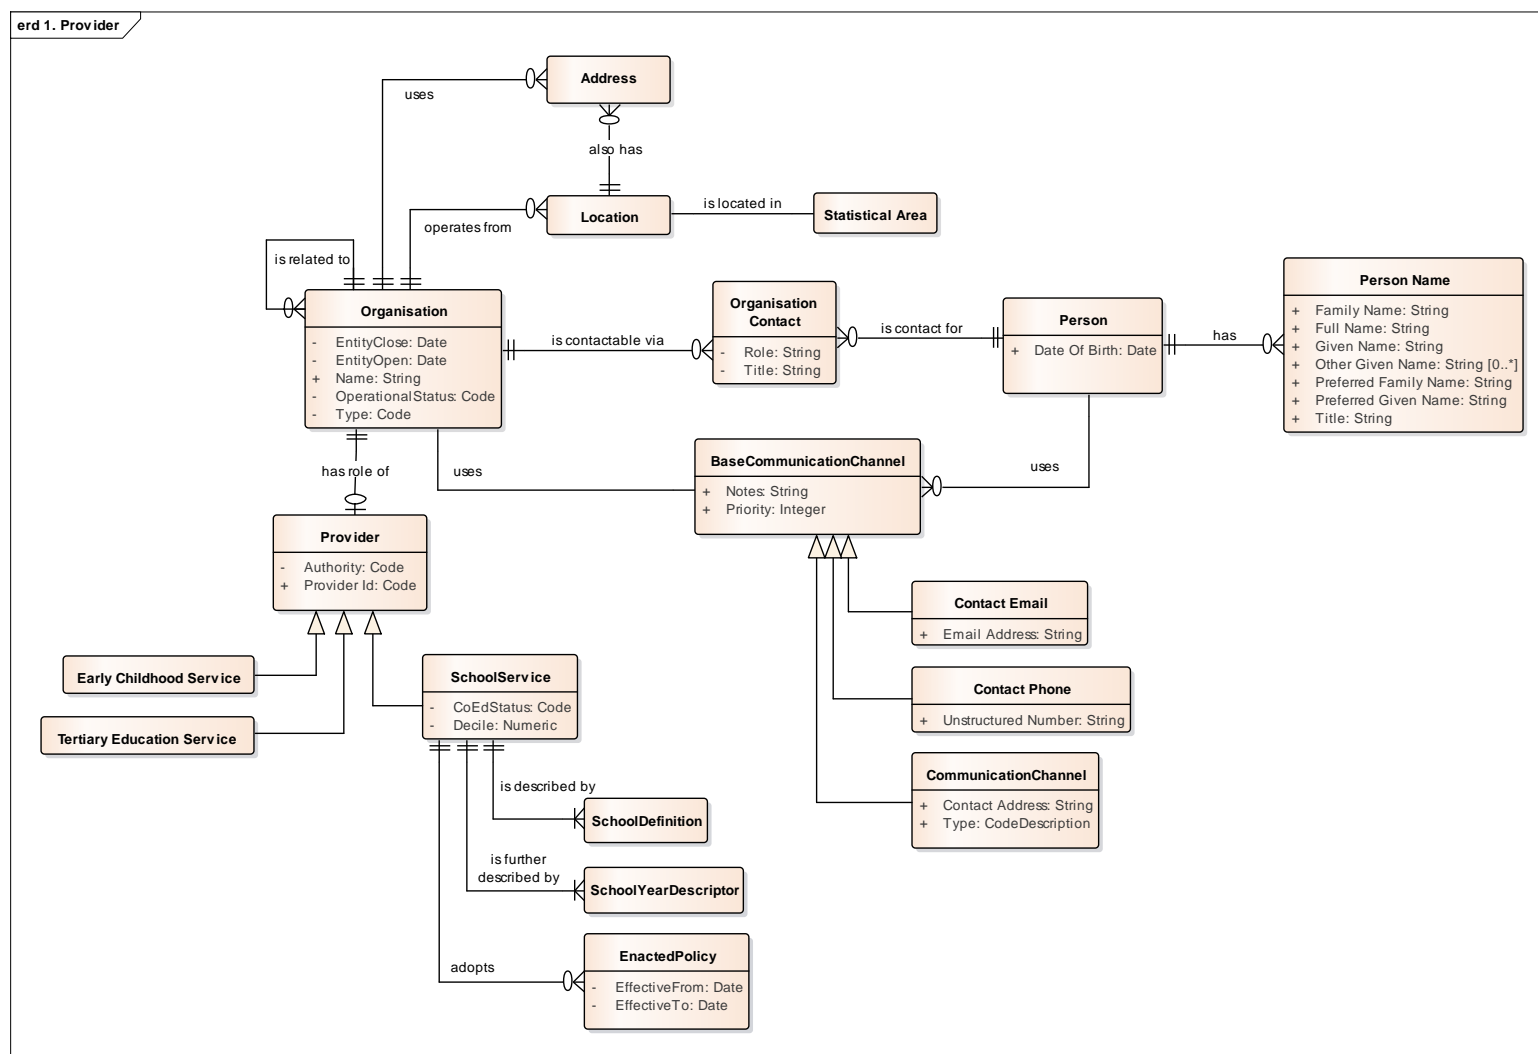 erd 1. Provider
Address
uses
also has
Location
is located in
Statistical Area
operates from
is related to
Organisation
- EntityClose: Date
- EntityOpen: Date
+ Name: String
- OperationalStatus: Code
- Type: Code
is contactable via
Organisation
Contact
- Role: String
- Title: String
is contact for
Person
+ Date Of Birth: Date
has
Person Name
+ Family Name: String
+ Full Name: String
+ Given Name: String
+ Other Given Name: String [0..*]
+ Preferred Family Name: String
+ Preferred Given Name: String
+ Title: String
has role of
uses
BaseCommunicationChannel
+ Notes: String
+ Priority: Integer
uses
Provider
- Authority: Code
+ Provider Id: Code
Contact Email
+ Email Address: String
Early Childhood Service
SchoolService
- CoEdStatus: Code
- Decile: Numeric
Contact Phone
+ Unstructured Number: String
Tertiary Education Service
CommunicationChannel
+ Contact Address: String
+ Type: CodeDescription
is described by
SchoolDefinition
is further
described by
SchoolYearDescriptor
adopts
EnactedPolicy
- EffectiveFrom: Date
- EffectiveTo: Date